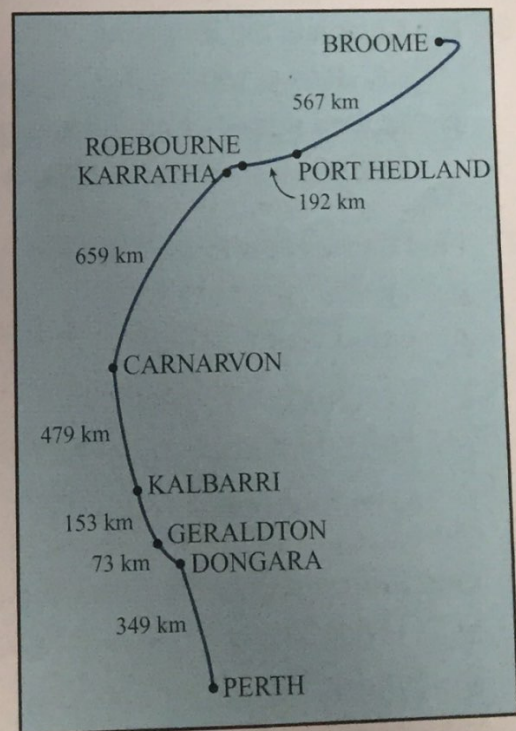 BROOME
567 km
ROEBOURNE
KARRATHA
PORT HEDLAND
192 km
659 km
CARNARVON
479 km
KALBARRI
153 km
GERALDTON
73 km
DONGARA
349 km
PERTH